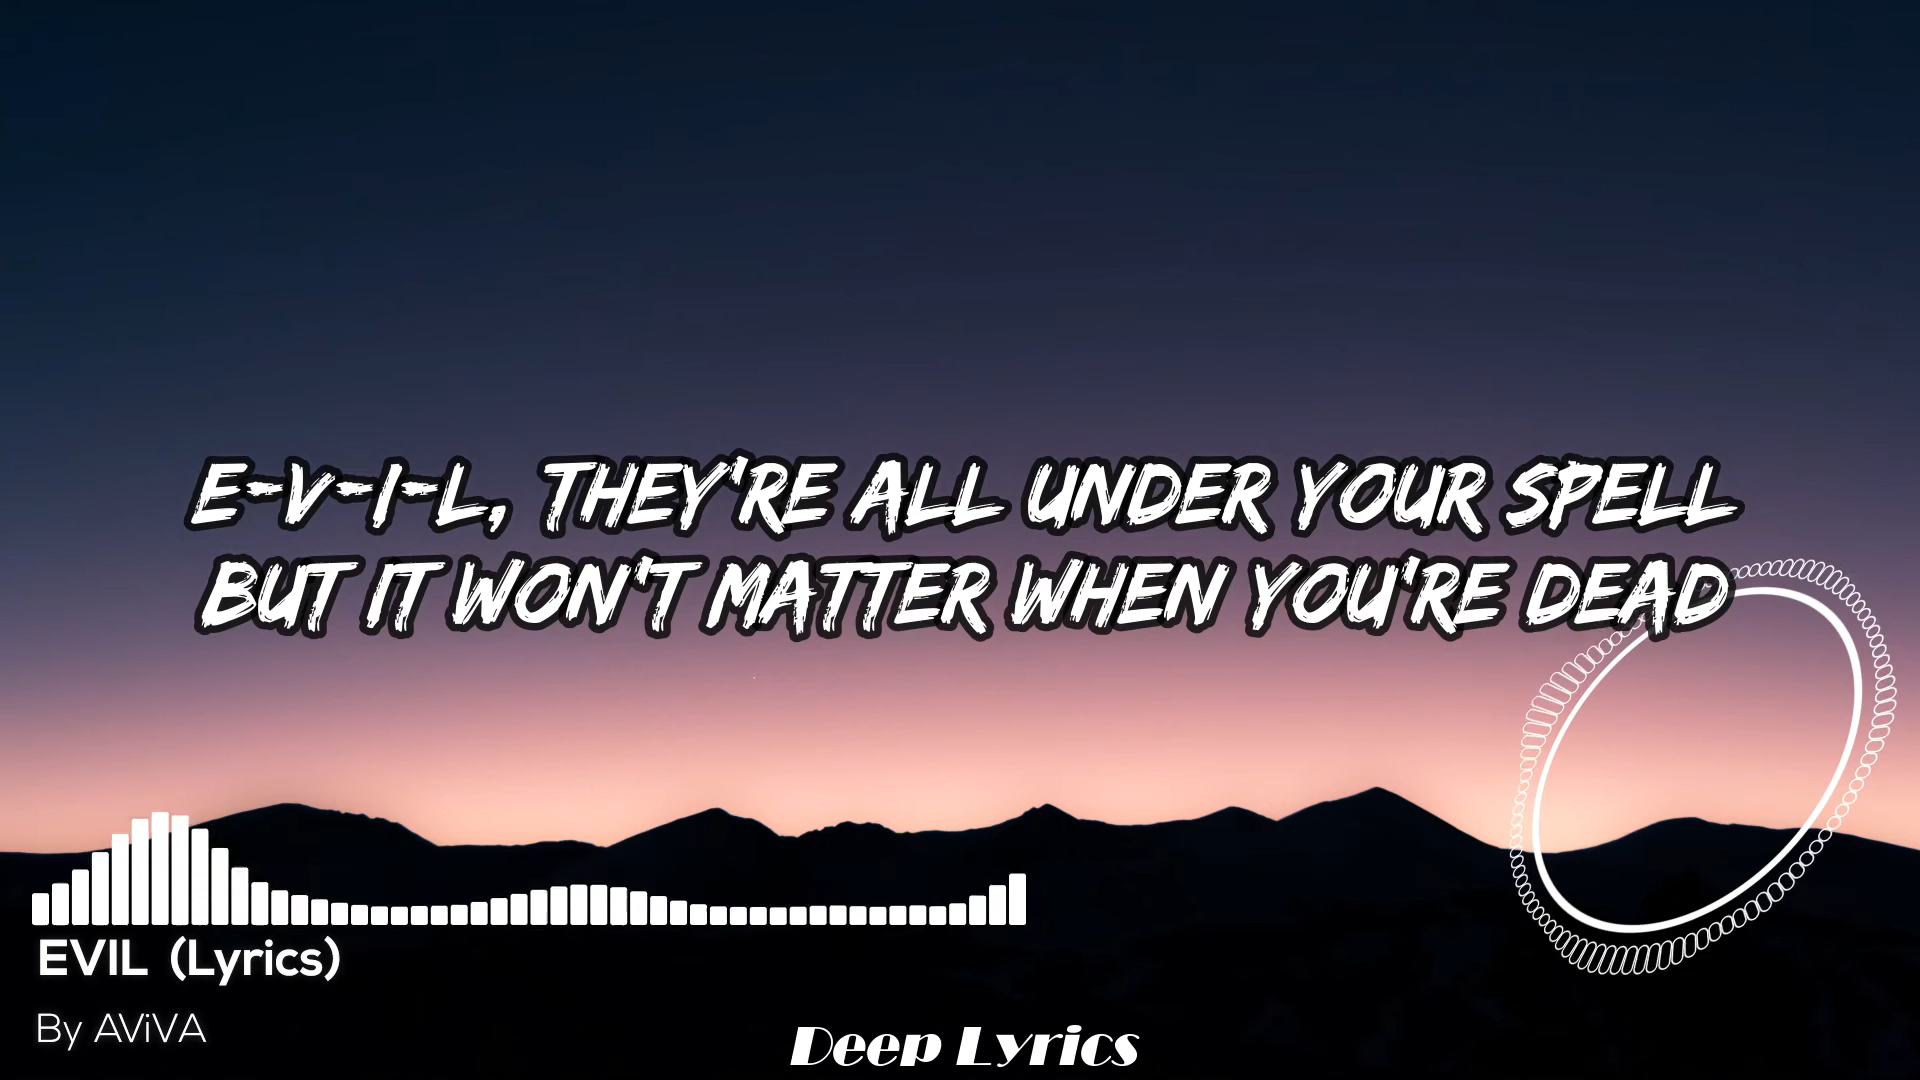 E-V-I-L, THEY'RE ALL UNDER YOUR SPELL
BUT IT WON'T MATTER WHEN YOU'RE DEAD
EVIL (Lyrics)
By AViVA
Deep Lyrics